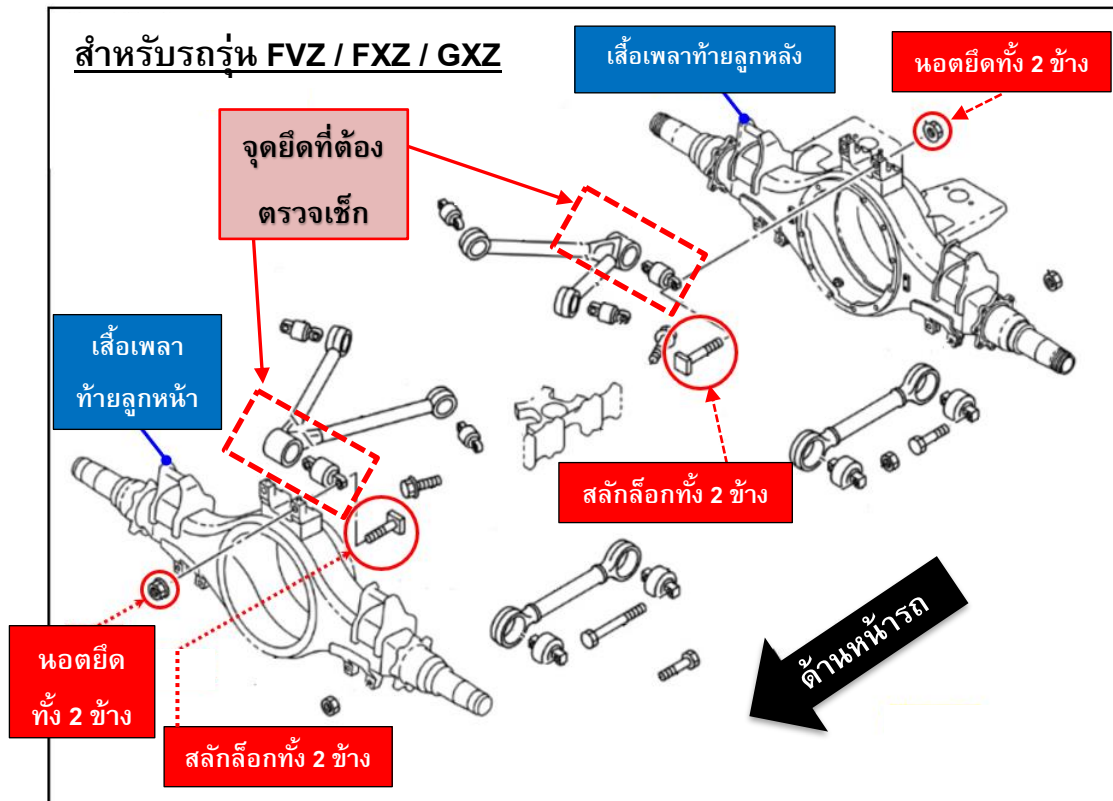 สำหรับรถรุ่น FVZ / FXZ / GXZ
เสื้อเพลาท้ายลูกหลัง
นอตยึดทั้ง 2 ข้าง
จุดยึดที่ต้อง
ตรวจเช็ก
เสื้อเพลา
ท้ายลูกหน้า
สลักล็อกทั้ง 2 ข้าง
ด้านหน้ารถ
นอตยึด
ทั้ง 2 ข้าง
สลักล็อกทั้ง 2 ข้าง